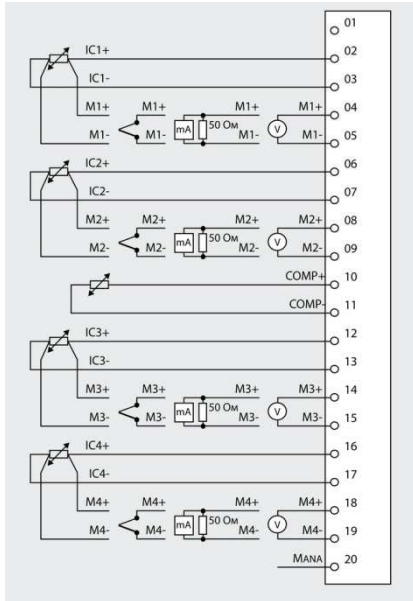 01
IC1+ 02
IC1- 03
M1+ M1+ M1+ M1+ 04
mA 50 Ом V
M1- M1- M1- M1- 05
IC2+ 06
IC2- 07
M2+ M2+ M2+ M2+ 08
mA 50 Ом V
M2- M2- M2- M2- 09
COMP+ 10
COMP- 11
IC3+ 12
IC3- 13
M3+ M3+ M3+ M3+ 14
mA 50 Ом V
M3- M3- M3- M3- 15
IC4+ 16
IC4- 17
M4+ M4+ M4+ M4+ 18
mA 50 Ом V
M4- M4- M4- M4- 19
MANA 20